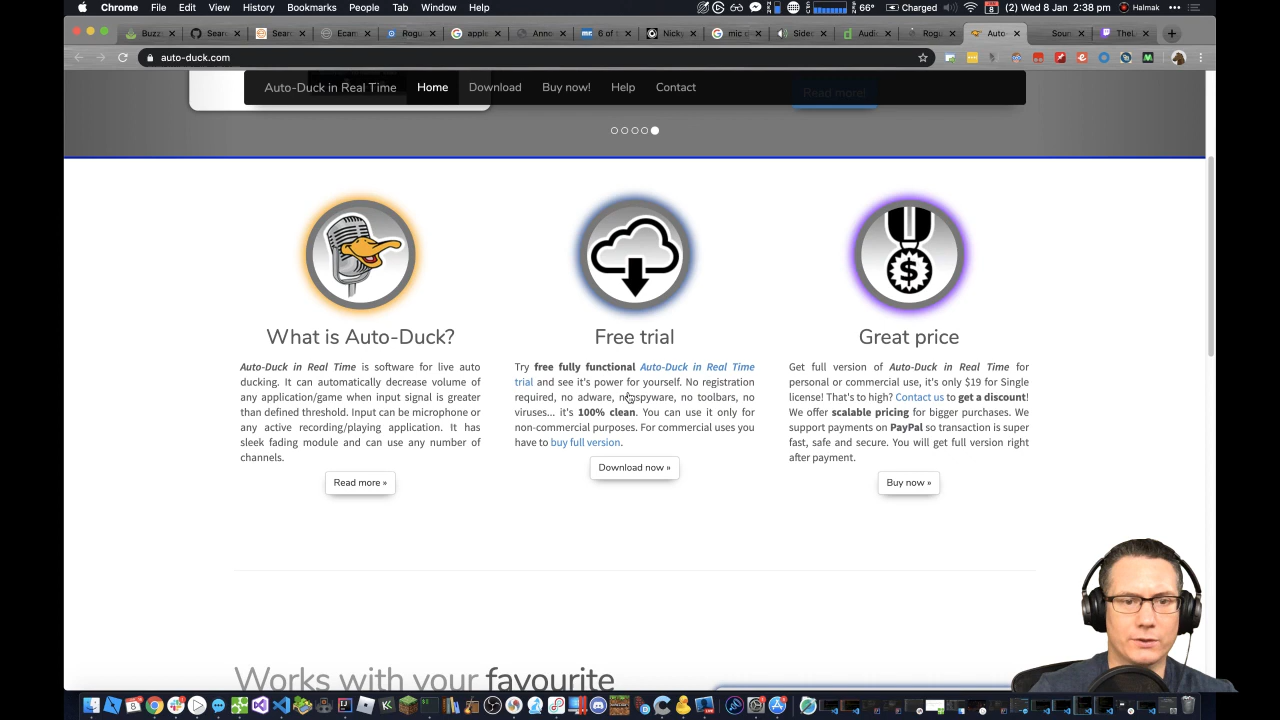 Chrome File Edit View History Bookmarks People Tab Window Help
66° Charged (2) Wed 8 Jan 2:38 pm Halmak
Buzz Sear Sear Ecam Rogu apple Anno 6 of Nicky mic Side Audi Rogu Auto- Soun TheL
auto-duck.com
Auto-Duck in Real Time Home Download Buy now! Help Contact
Read more!
What is Auto-Duck?
Auto-Duck in Real Time is software for live auto
ducking. It can automatically decrease volume of
any application/game when input signal is greater
than defined threshold. Input can be microphone or
any active recording/playing application. It has
sleek fading module and can use any number of
channels.
Read more »
Free trial
Try free fully functional Auto-Duck in Real Time
trial and see it's power for yourself. No registration
required, no adware, no spyware, no toolbars, no
viruses... it's 100% clean. You can use it only for
non-commercial purposes. For commercial uses you
have to buy full version.
Download now »
Great price
Get full version of Auto-Duck in Real Time for
personal or commercial use, it's only $19 for Single
license! That's to high? Contact us to get a discount!
We offer scalable pricing for bigger purchases. We
support payments on PayPal so transaction is super
fast, safe and secure. You will get full version right
after payment.
Buy now »
Works with your favourite